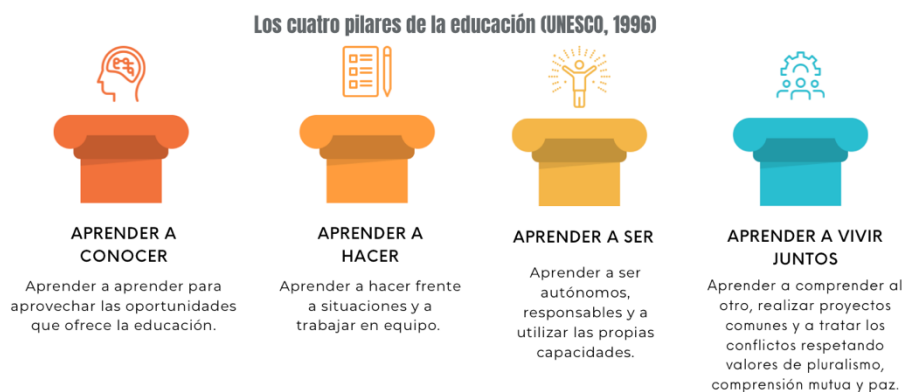 Los cuatro pilares de la educación (UNESCO, 1996)
APRENDER A
CONOCER
Aprender a aprender para
aprovechar las oportunidades
que ofrece la educación.
APRENDER A
HACER
Aprender a hacer frente
a situaciones y a
trabajar en equipo.
APRENDER A SER
Aprender a ser
autónomos,
responsables y a
utilizar las propias
capacidades.
APRENDER A VIVIR
JUNTOS
Aprender a comprender al
otro, realizar proyectos
comunes y a tratar los
conflictos respetando
valores de pluralismo,
comprensión mutua y paz.